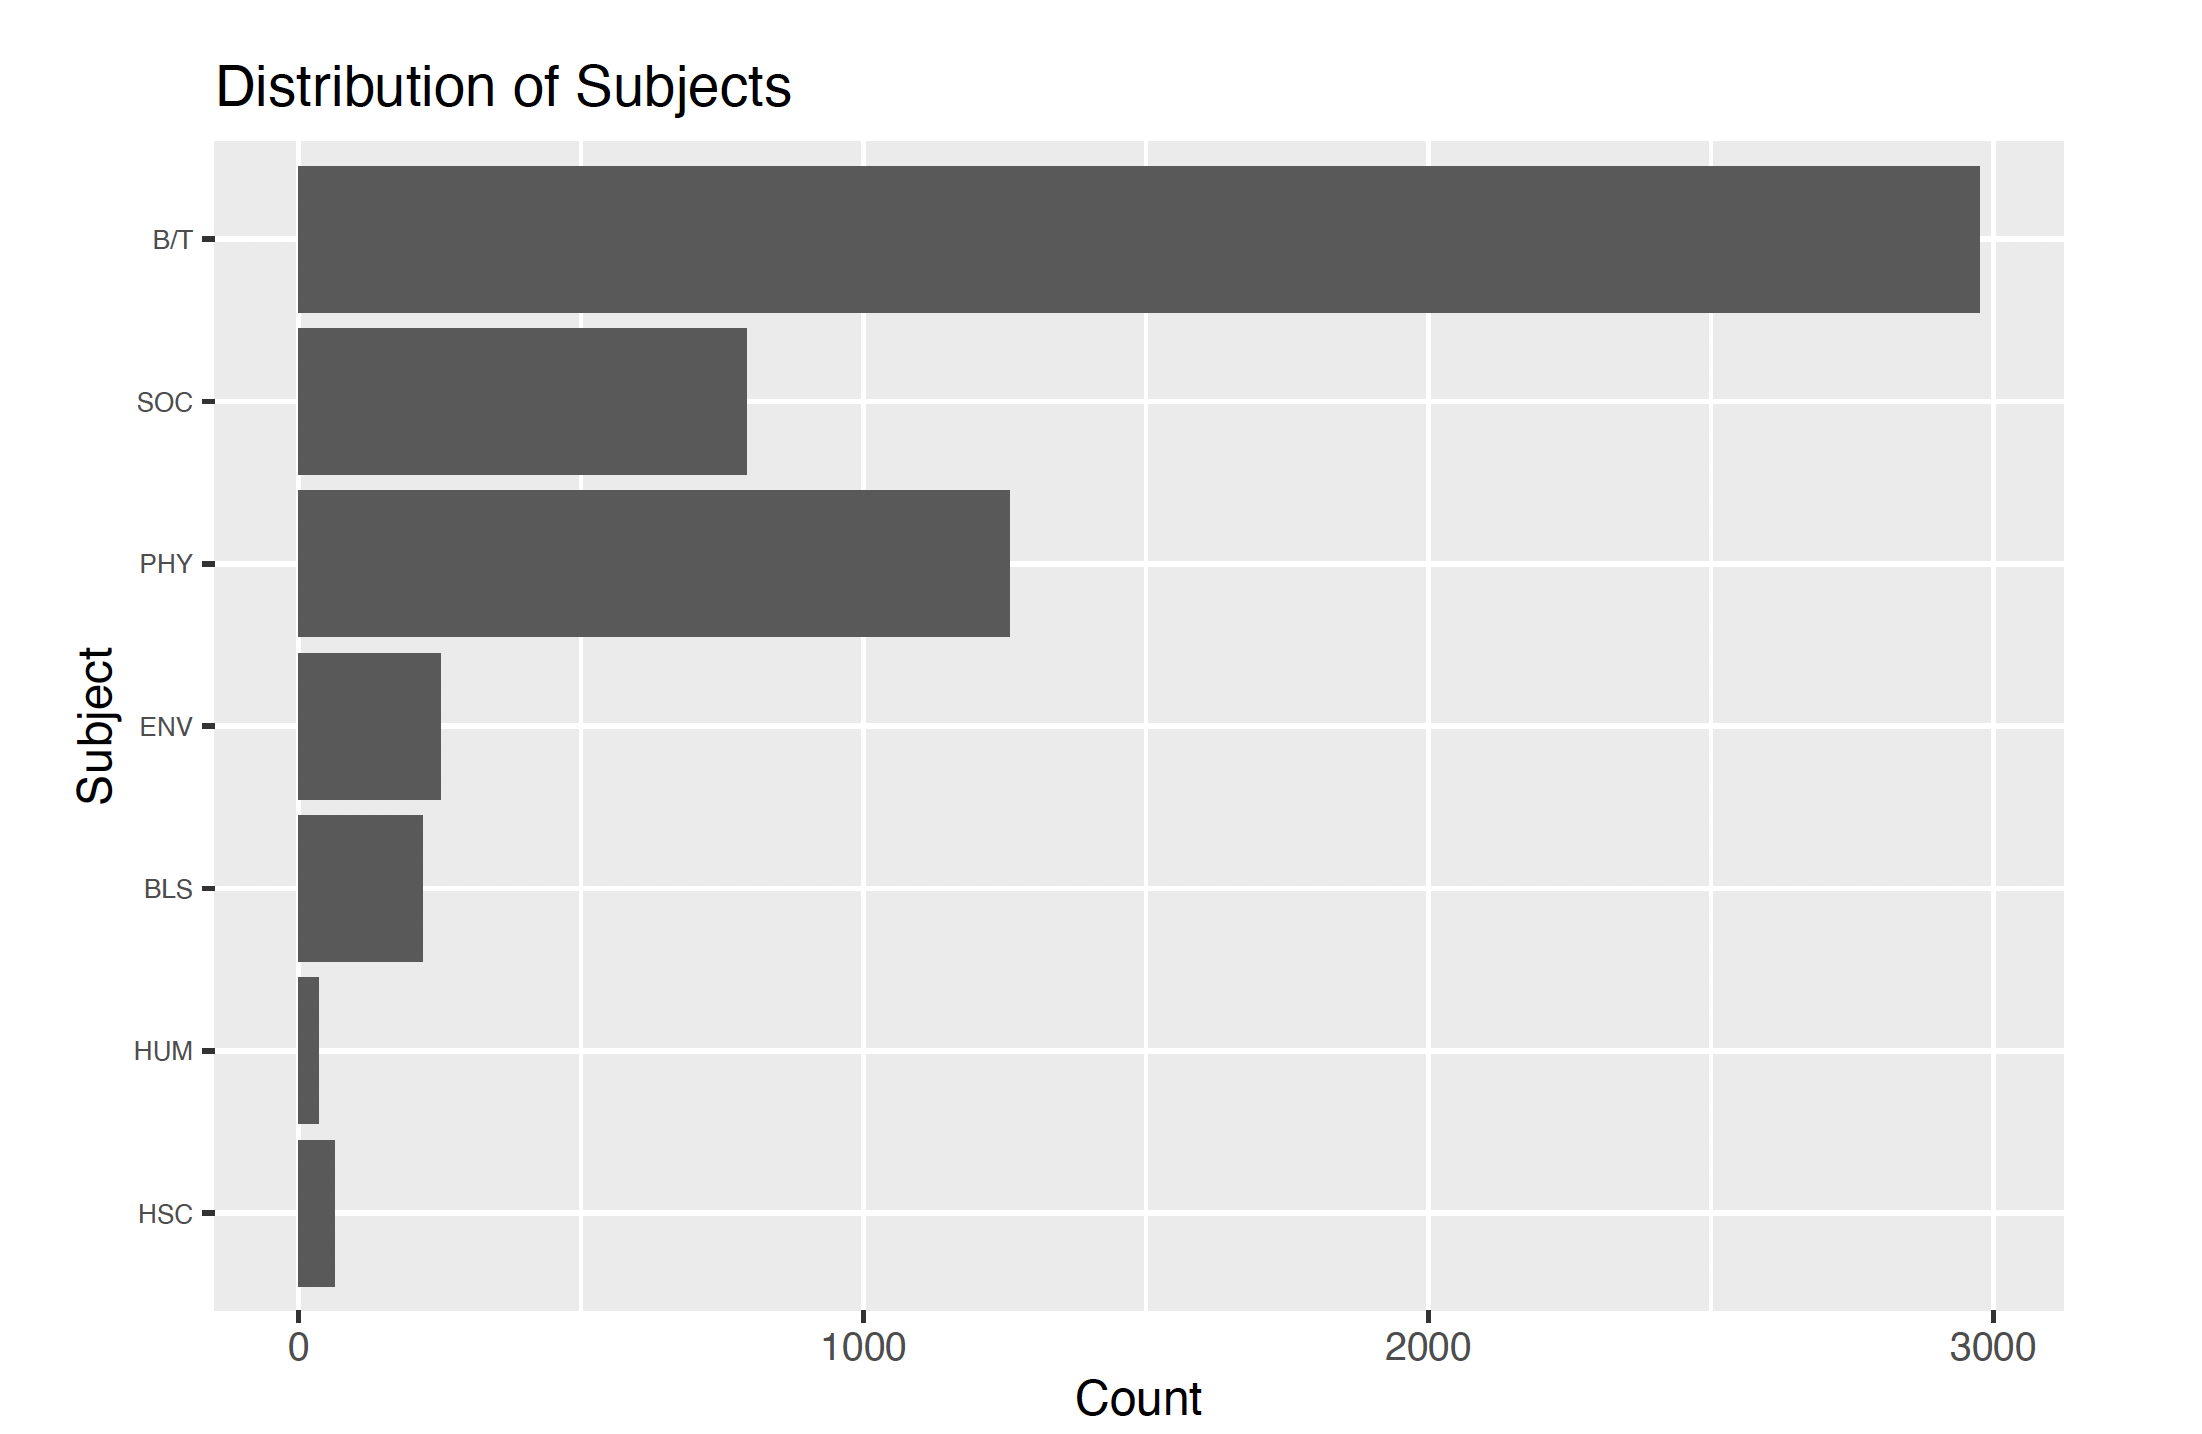 Distribution of Subjects
B/T
SOC
PHY
ENV
BLS
HUM
HSC
Subject
0 1000 2000 3000
Count